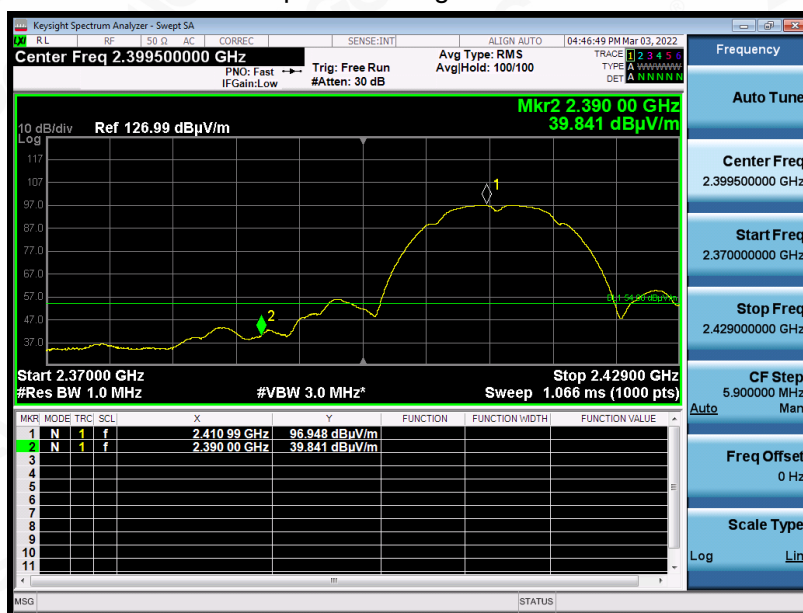 Keysight Spectrum Analyzer - Swept SA
LXI RL RF 50 Ω AC CORREC SENSE:INT ALIGN AUTO 04:46:49 PM Mar 03, 2022
Center Freq 2.399500000 GHz
PNO: Fast
IFGain:Low
Trig: Free Run
#Atten: 30 dB
Avg Type: RMS
Avg|Hold: 100/100
TRACE 1 2 3 4 5 6
TYPE A
DET A N N N N N
Mkr2 2.390 00 GHz
39.841 dBµV/m
10 dB/div Ref 126.99 dBµV/m
Log
117
107
97.0
87.0
77.0
67.0
57.0
47.0
37.0
1
2
Start 2.37000 GHz Stop 2.42900 GHz
#Res BW 1.0 MHz #VBW 3.0 MHz* Sweep 1.066 ms (1000 pts)
MKR MODE TRC SCL X Y FUNCTION FUNCTION WIDTH FUNCTION VALUE
1 N 1 f 2.410 99 GHz 96.948 dBµV/m
2 N 1 f 2.390 00 GHz 39.841 dBµV/m
3
4
5
6
7
8
9
10
11
MSG STATUS
Frequency
Auto Tune
Center Freq
2.399500000 GHz
Start Freq
2.370000000 GHz
Stop Freq
2.429000000 GHz
CF Step
5.900000 MHz
Auto Man
Freq Offset
0 Hz
Scale Type
Log Lin